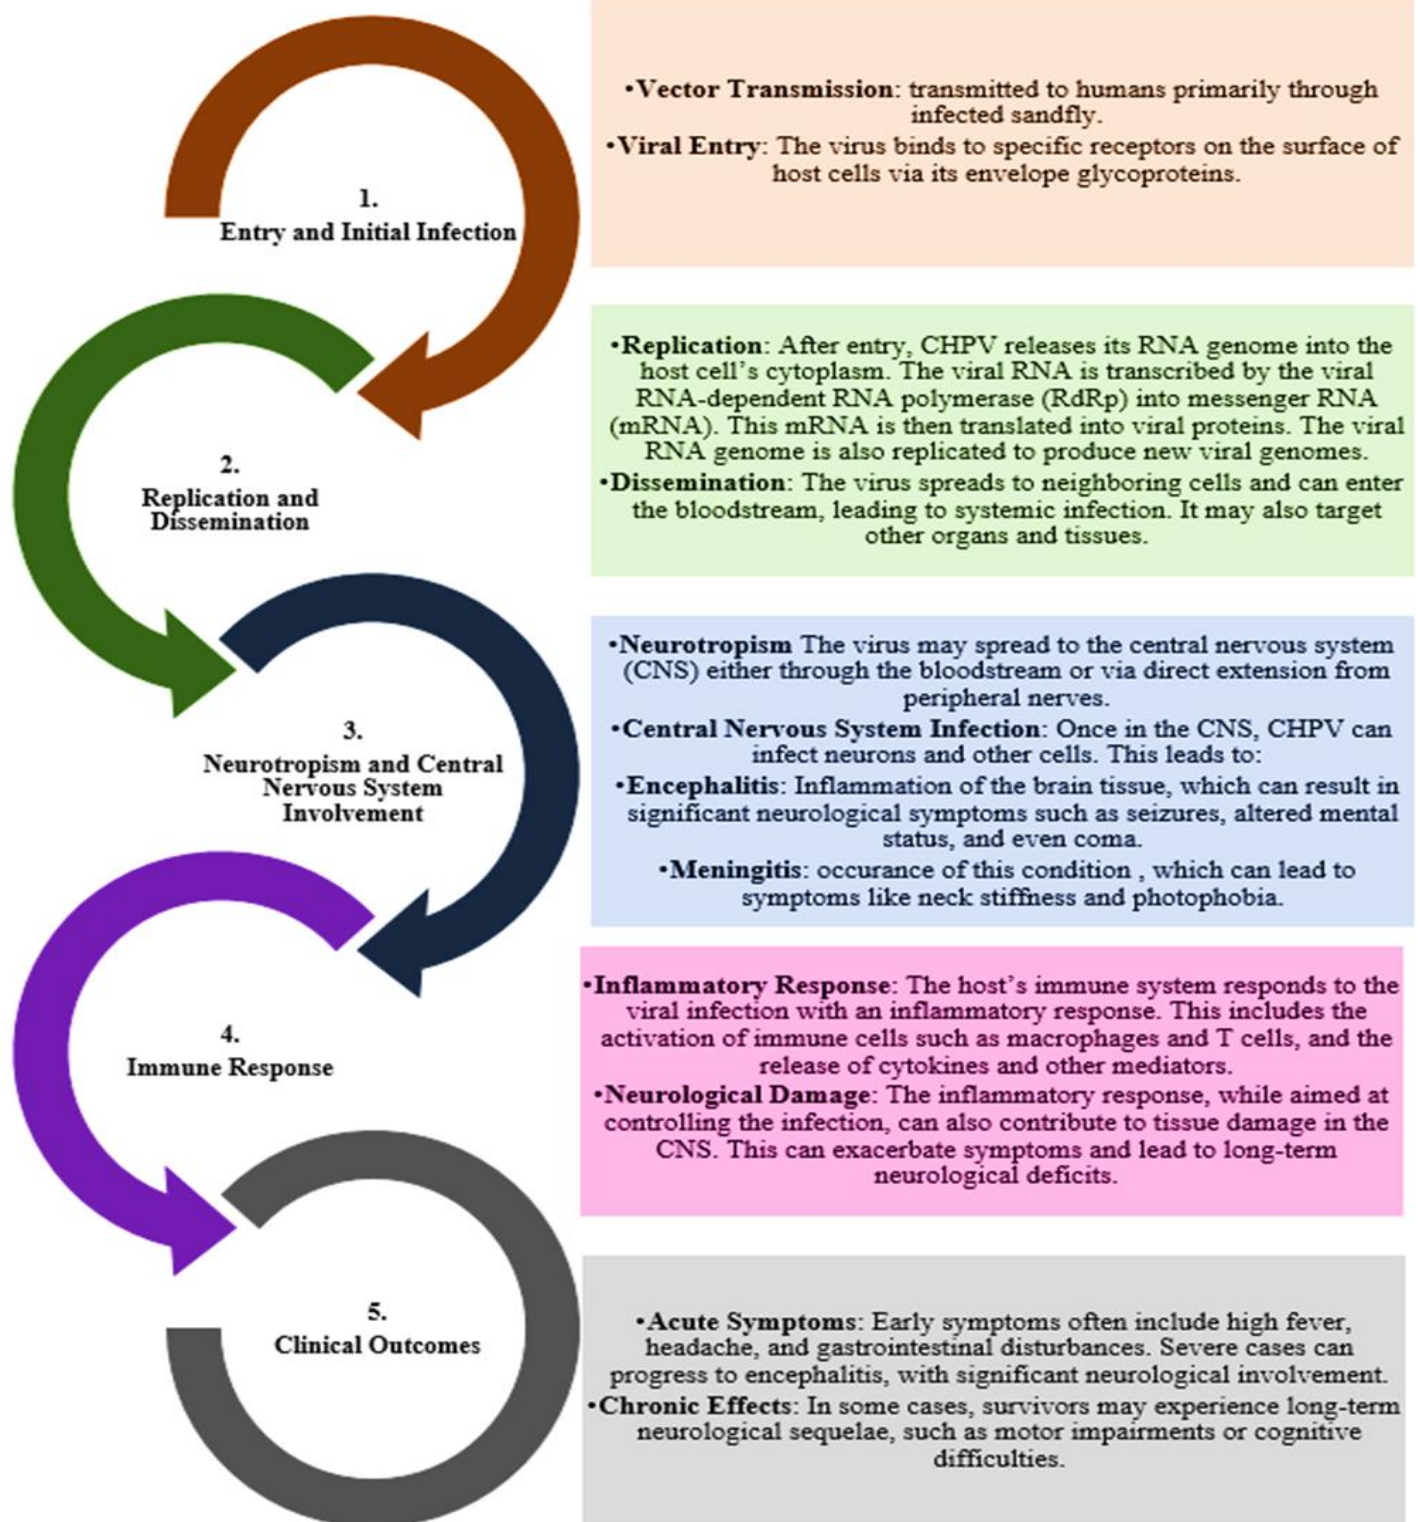 1.
Entry and Initial Infection
•Vector Transmission: transmitted to humans primarily through
infected sandfly.
•Viral Entry: The virus binds to specific receptors on the surface of
host cells via its envelope glycoproteins.
2.
Replication and
Dissemination
•Replication: After entry, CHPV releases its RNA genome into the
host cell’s cytoplasm. The viral RNA is transcribed by the viral
RNA-dependent RNA polymerase (RdRp) into messenger RNA
(mRNA). This mRNA is then translated into viral proteins. The viral
RNA genome is also replicated to produce new viral genomes.
•Dissemination: The virus spreads to neighboring cells and can enter
the bloodstream, leading to systemic infection. It may also target
other organs and tissues.
3.
Neurotropism and Central
Nervous System
Involvement
•Neurotropism The virus may spread to the central nervous system
(CNS) either through the bloodstream or via direct extension from
peripheral nerves.
•Central Nervous System Infection: Once in the CNS, CHPV can
infect neurons and other cells. This leads to:
•Encephalitis: Inflammation of the brain tissue, which can result in
significant neurological symptoms such as seizures, altered mental
status, and even coma.
•Meningitis: occurance of this condition , which can lead to
symptoms like neck stiffness and photophobia.
4.
Immune Response
•Inflammatory Response: The host’s immune system responds to the
viral infection with an inflammatory response. This includes the
activation of immune cells such as macrophages and T cells, and the
release of cytokines and other mediators.
•Neurological Damage: The inflammatory response, while aimed at
controlling the infection, can also contribute to tissue damage in the
CNS. This can exacerbate symptoms and lead to long-term
neurological deficits.
5.
Clinical Outcomes
•Acute Symptoms: Early symptoms often include high fever,
headache, and gastrointestinal disturbances. Severe cases can
progress to encephalitis, with significant neurological involvement.
•Chronic Effects: In some cases, survivors may experience long-term
neurological sequelae, such as motor impairments or cognitive
difficulties.